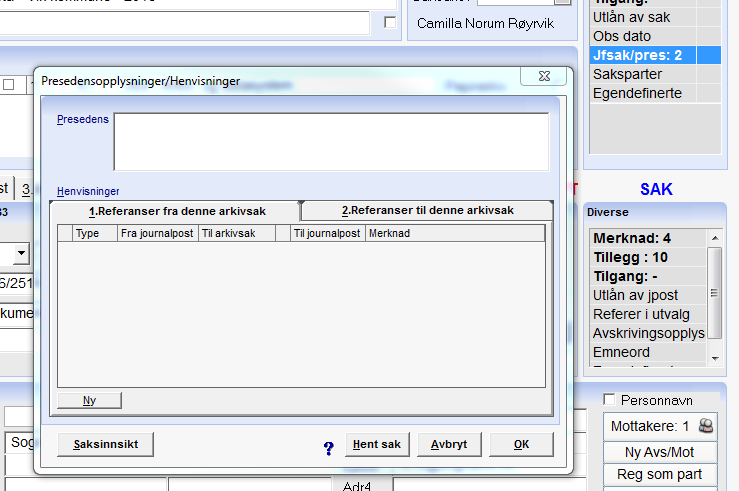 Camilla Norum Røyrvik
Utlån av sak
Obs dato
Jfsak/pres: 2
Saksparter
Egendefinerte
Presedensopplysninger/Henvisninger
Presedens
Henvisninger
1.Referanser fra denne arkivsak
2.Referanser til denne arkivsak
Type
Fra journalpost
Til arkivsak
Til journalpost
Merknad
Ny
Saksinnsikt
?
Hent sak
Avbryt
OK
SAK
Diverse
Merknad: 4
Tillegg : 10
Tilgang: -
Utlån av jpost
Referer i utvalg
Avskrivingsopplys
Emneord
Personnavn
Mottakere: 1
Ny Avs/Mot
Reg som part
Adr4
6/251
Sog